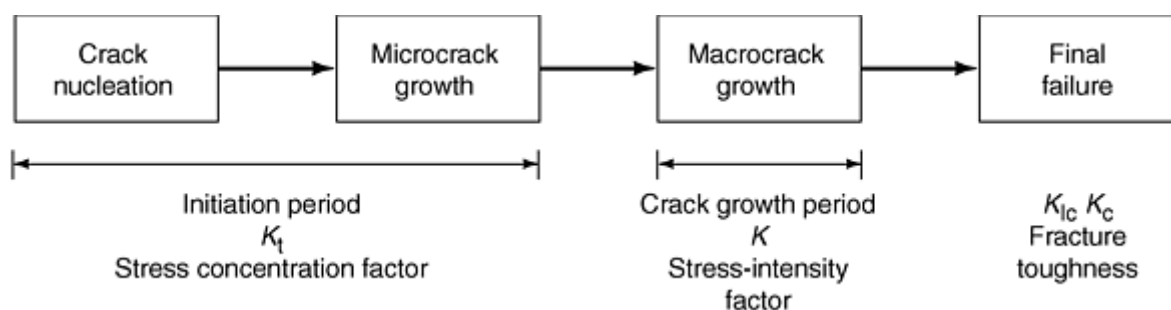 Crack
nucleation
Microcrack
growth
Macrocrack
growth
Final
failure
Initiation period
Kt
Stress concentration factor
Crack growth period
K
Stress-intensity
factor
KIc Kc
Fracture
toughness